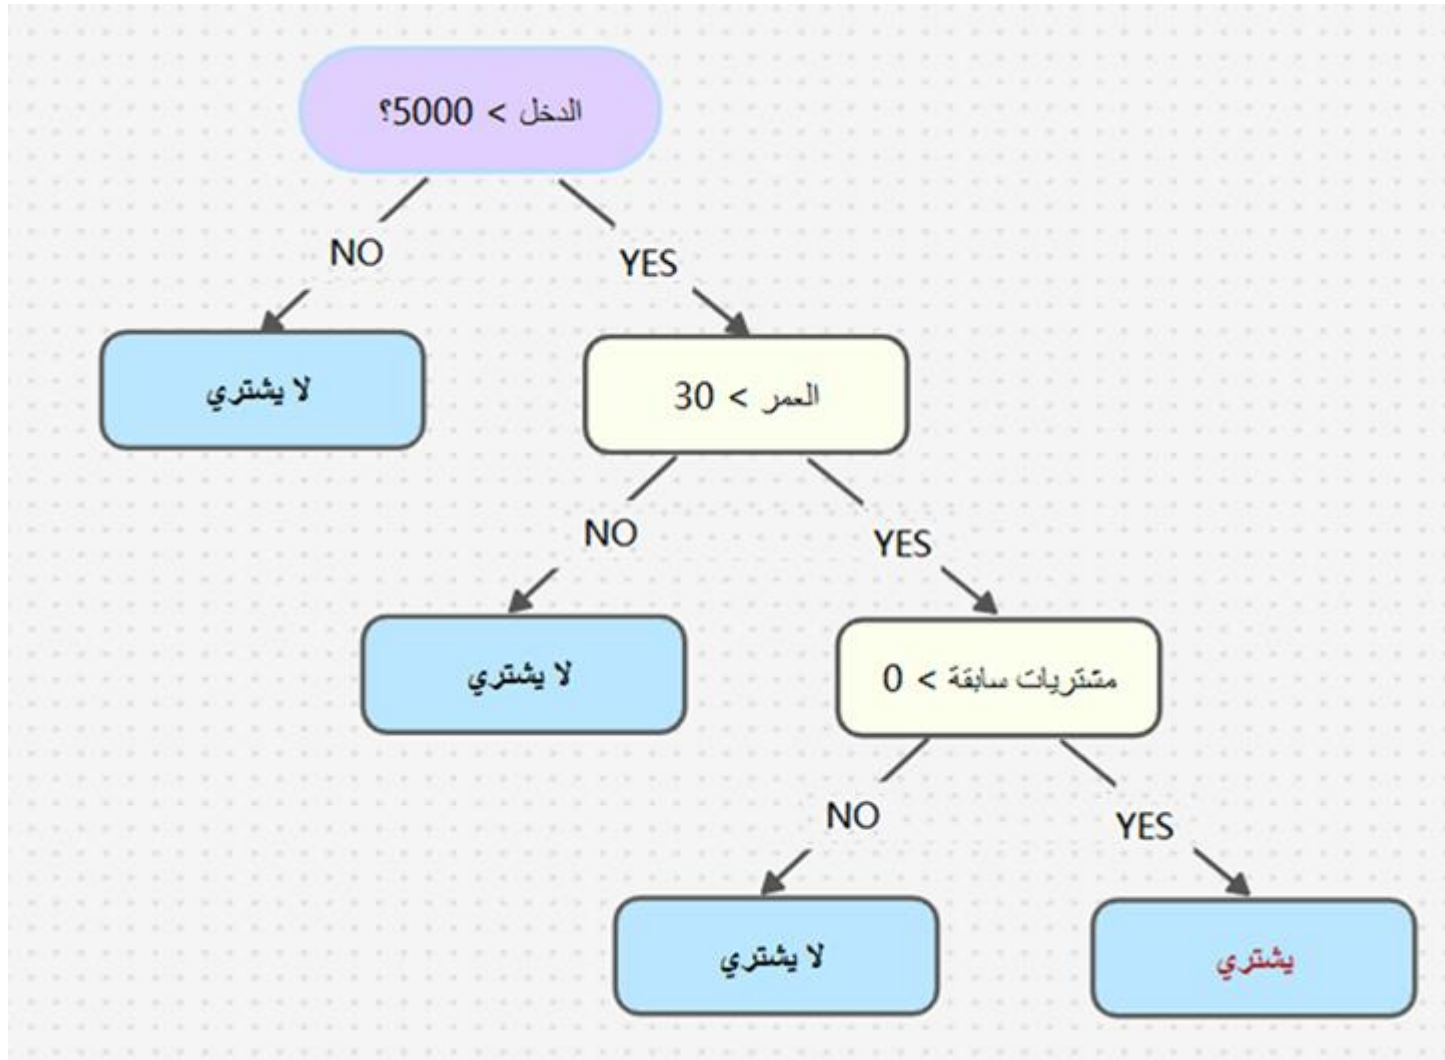 الدخل > 5000؟
NO
YES
لا يشتري
العمر > 30
NO
YES
لا يشتري
مشتريات سابقة > 0
NO
YES
لا يشتري
يشتري